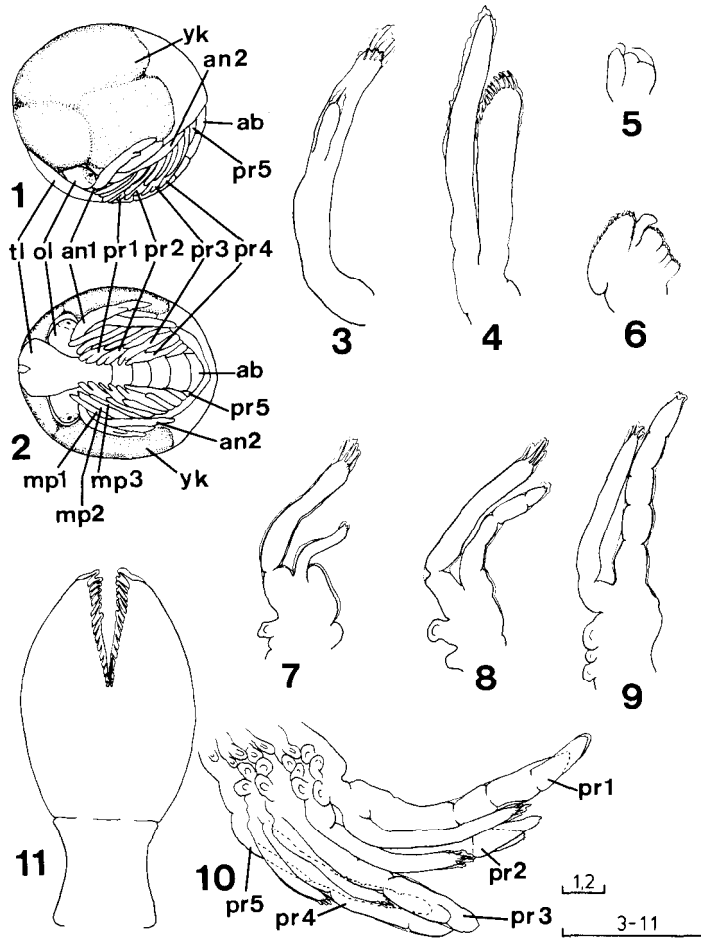 yk
an2
ab
pr5
1
tl ol an1 pr1 pr2 pr3 pr4
ab
pr5
an2
2
mp1
mp2
mp3
yk
3
4
5
6
7
8
9
10
pr1
pr2
pr3
pr4
pr5
11
1,2
3-11